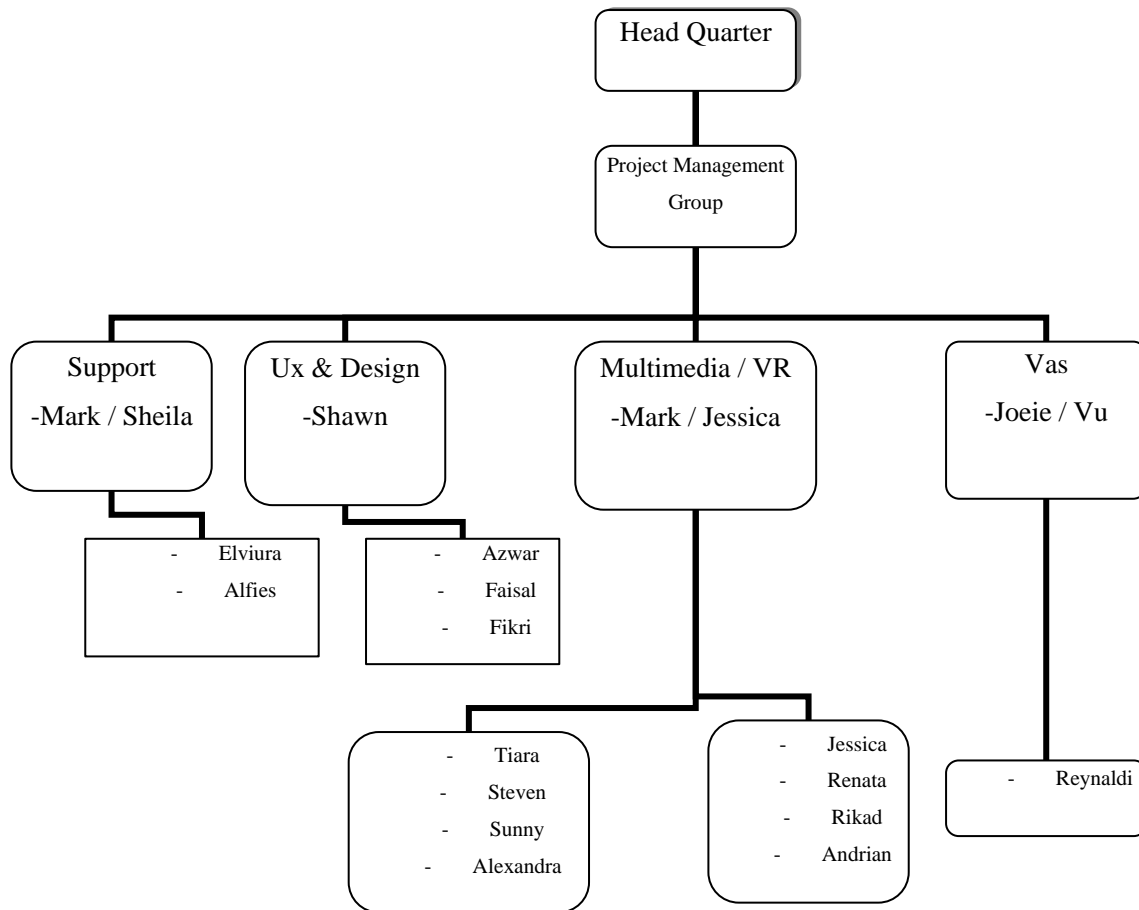 Head Quarter
Project Management
Group
Support
-Mark / Sheila
Ux & Design
-Shawn
Multimedia / VR
-Mark / Jessica
Vas
-Joeie / Vu
- Elviura
- Alfies
- Azwar
- Faisal
- Fikri
- Tiara
- Steven
- Sunny
- Alexandra
- Jessica
- Renata
- Rikad
- Andrian
- Reynaldi